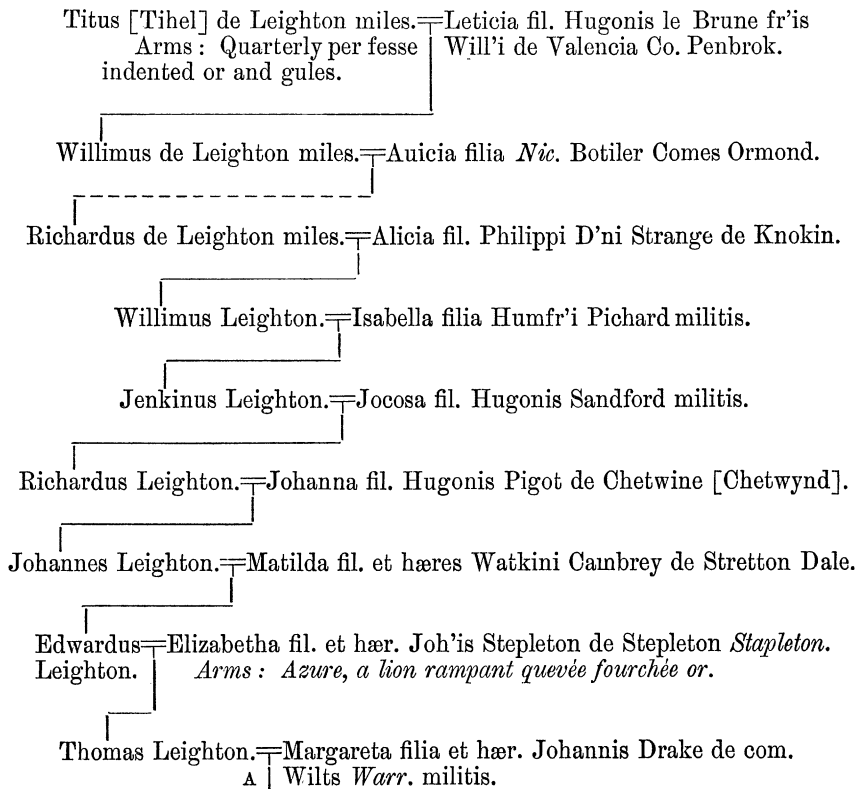 Titus [Tihel] de Leighton miles.=Leticia fil. Hugonis le Brune fr'is
Arms : Quarterly per fesse Will'i de Valencia Co. Penbrok.
indented or and gules.
Willimus de Leighton miles.=Auicia filia Nic. Botiler Comes Ormond.
Richardus de Leighton miles.=Alicia fil. Philippi D'ni Strange de Knokin.
Willimus Leighton.=Isabella filia Humfr'i Pichard militis.
Jenkinus Leighton.=Jocosa fil. Hugonis Sandford militis.
Richardus Leighton.=Johanna fil. Hugonis Pigot de Chetwine [Chetwynd].
Johannes Leighton.=Matilda fil. et hæres Watkini Cambrey de Stretton Dale.
Edwardus=Elizabetha fil. et hær. Joh'is Stepleton de Stepleton Stapleton.
Leighton. Arms : Azure, a lion rampant quevée fourchée or.
Thomas Leighton.=Margareta filia et hær. Johannis Drake de com.
A Wilts Warr. militis.